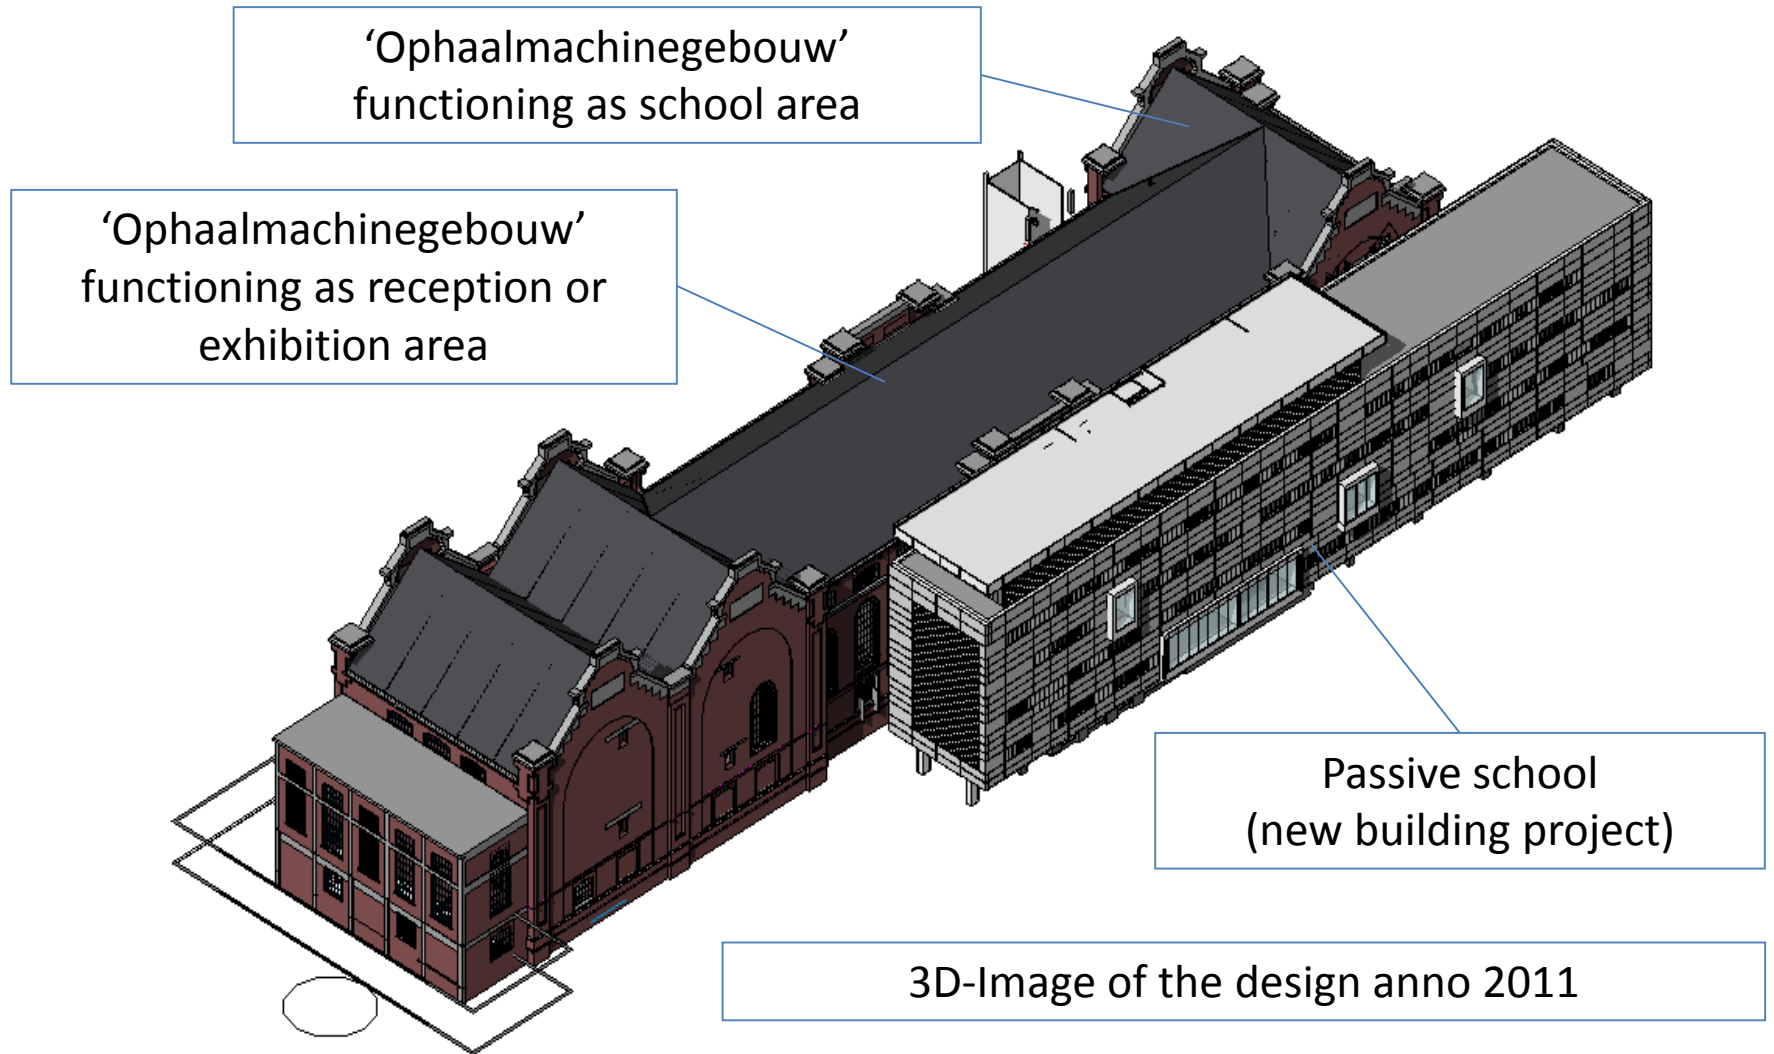 ‘Ophaalmachinegebouw’
functioning as school area
‘Ophaalmachinegebouw’
functioning as reception or
exhibition area
Passive school
(new building project)
3D-Image of the design anno 2011